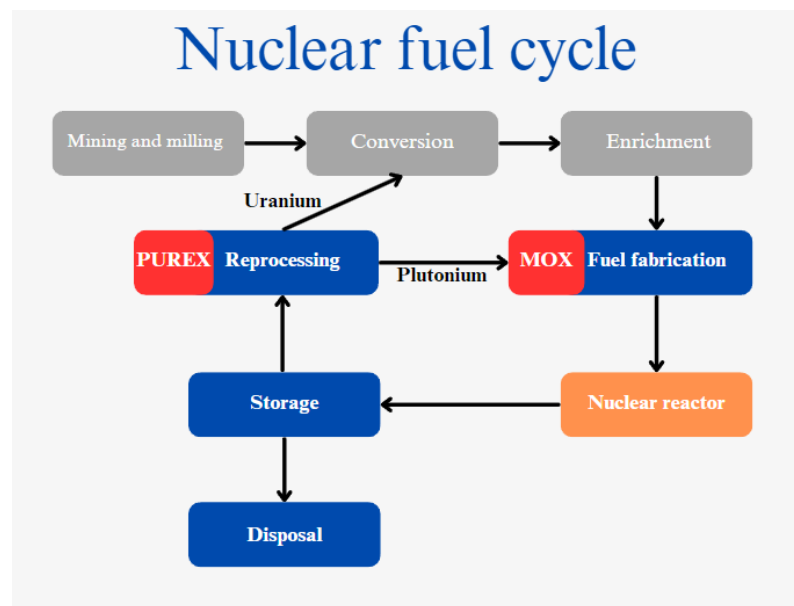 Nuclear fuel cycle
Mining and milling
Conversion
Enrichment
Uranium
PUREX
Reprocessing
Plutonium
MOX
Fuel fabrication
Storage
Nuclear reactor
Disposal